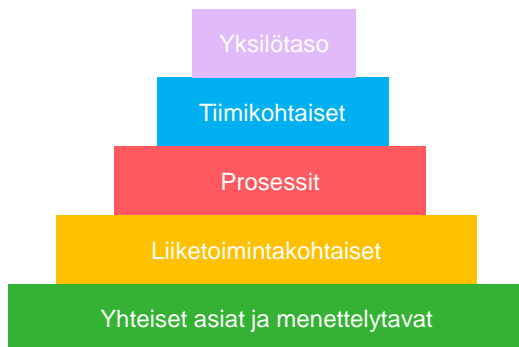 Yksilötaso
Tiimikohtaiset
Prosessit
Liiketoimintakohtaiset
Yhteiset asiat ja menettelytavat